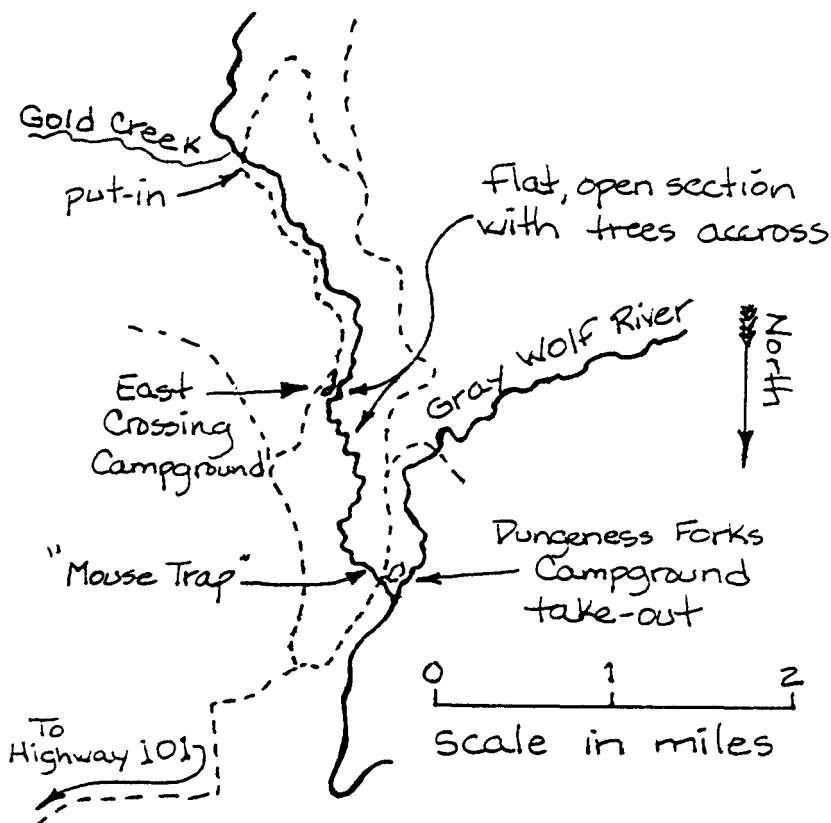 Gold Creek
put-in
Flat, open section
with trees accross
North
Gray Wolf River
East
Crossing
Campground
"Mouse Trap"
Dungeness Forks
Campground
take-out
0 1 2
scale in miles
To
Highway 101